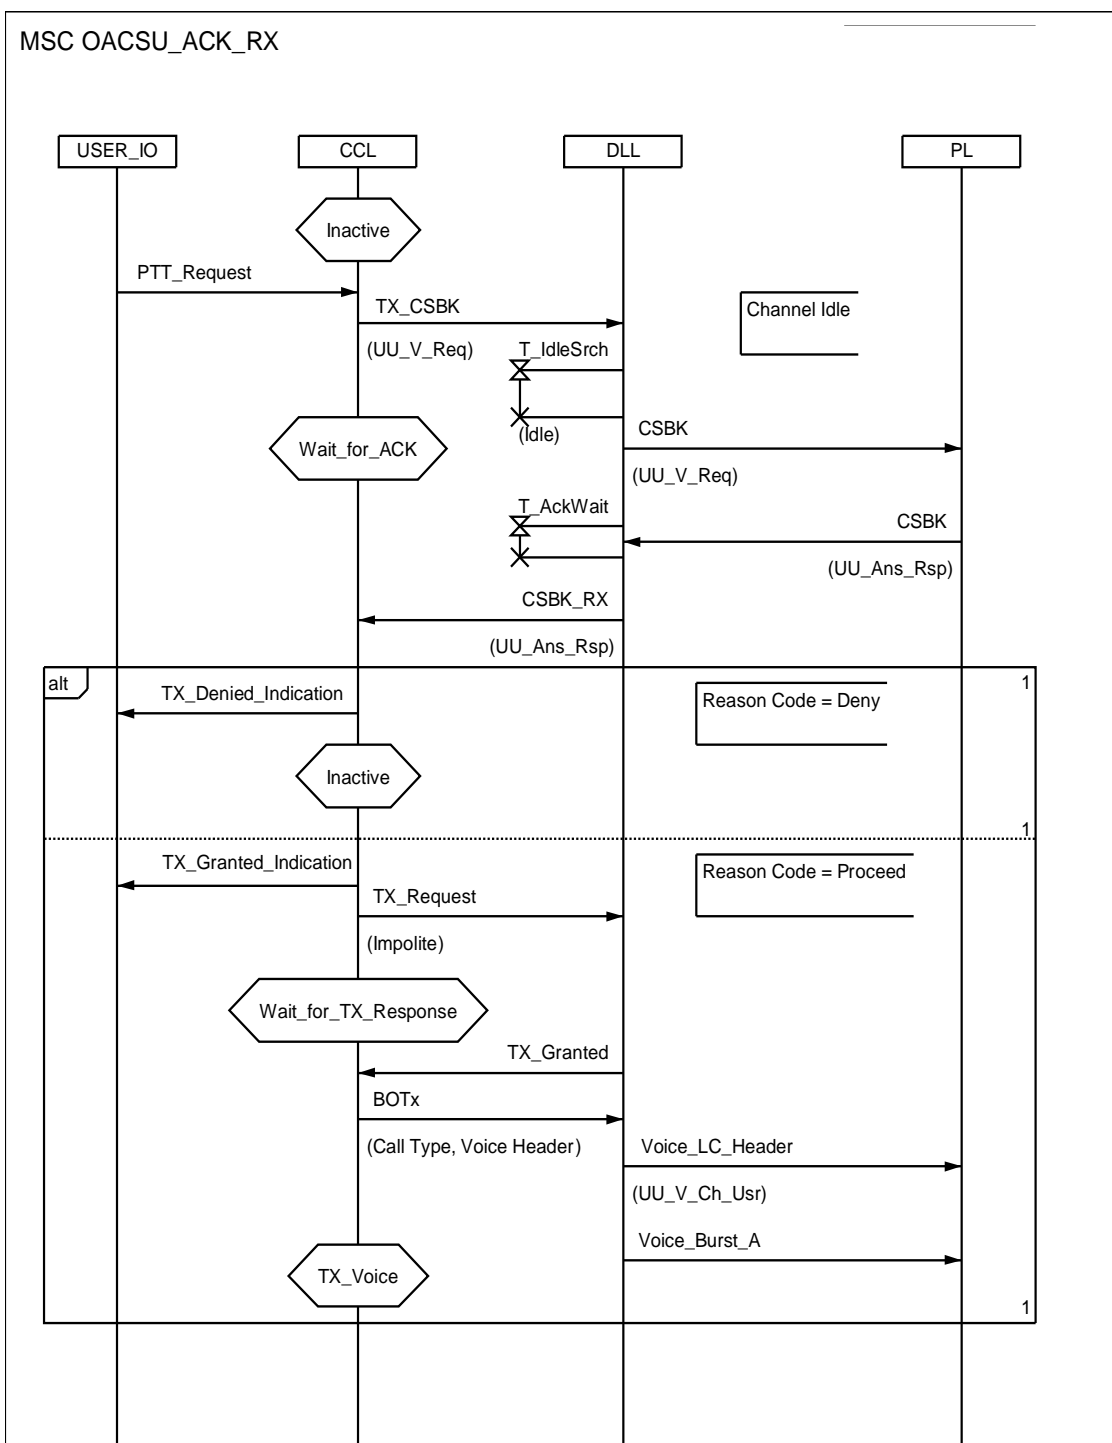 MSC OACSU_ACK_RX
USER_IO
CCL
DLL
PL
Inactive
PTT_Request
TX_CSBK
Channel Idle
(UU_V_Req)
T_IdleSrch
(Idle)
CSBK
Wait_for_ACK
(UU_V_Req)
T_AckWait
CSBK
(UU_Ans_Rsp)
CSBK_RX
(UU_Ans_Rsp)
alt
1
TX_Denied_Indication
Reason Code = Deny
Inactive
1
TX_Granted_Indication
Reason Code = Proceed
TX_Request
(Impolite)
Wait_for_TX_Response
TX_Granted
BOTx
(Call Type, Voice Header)
Voice_LC_Header
(UU_V_Ch_Usr)
Voice_Burst_A
TX_Voice
1